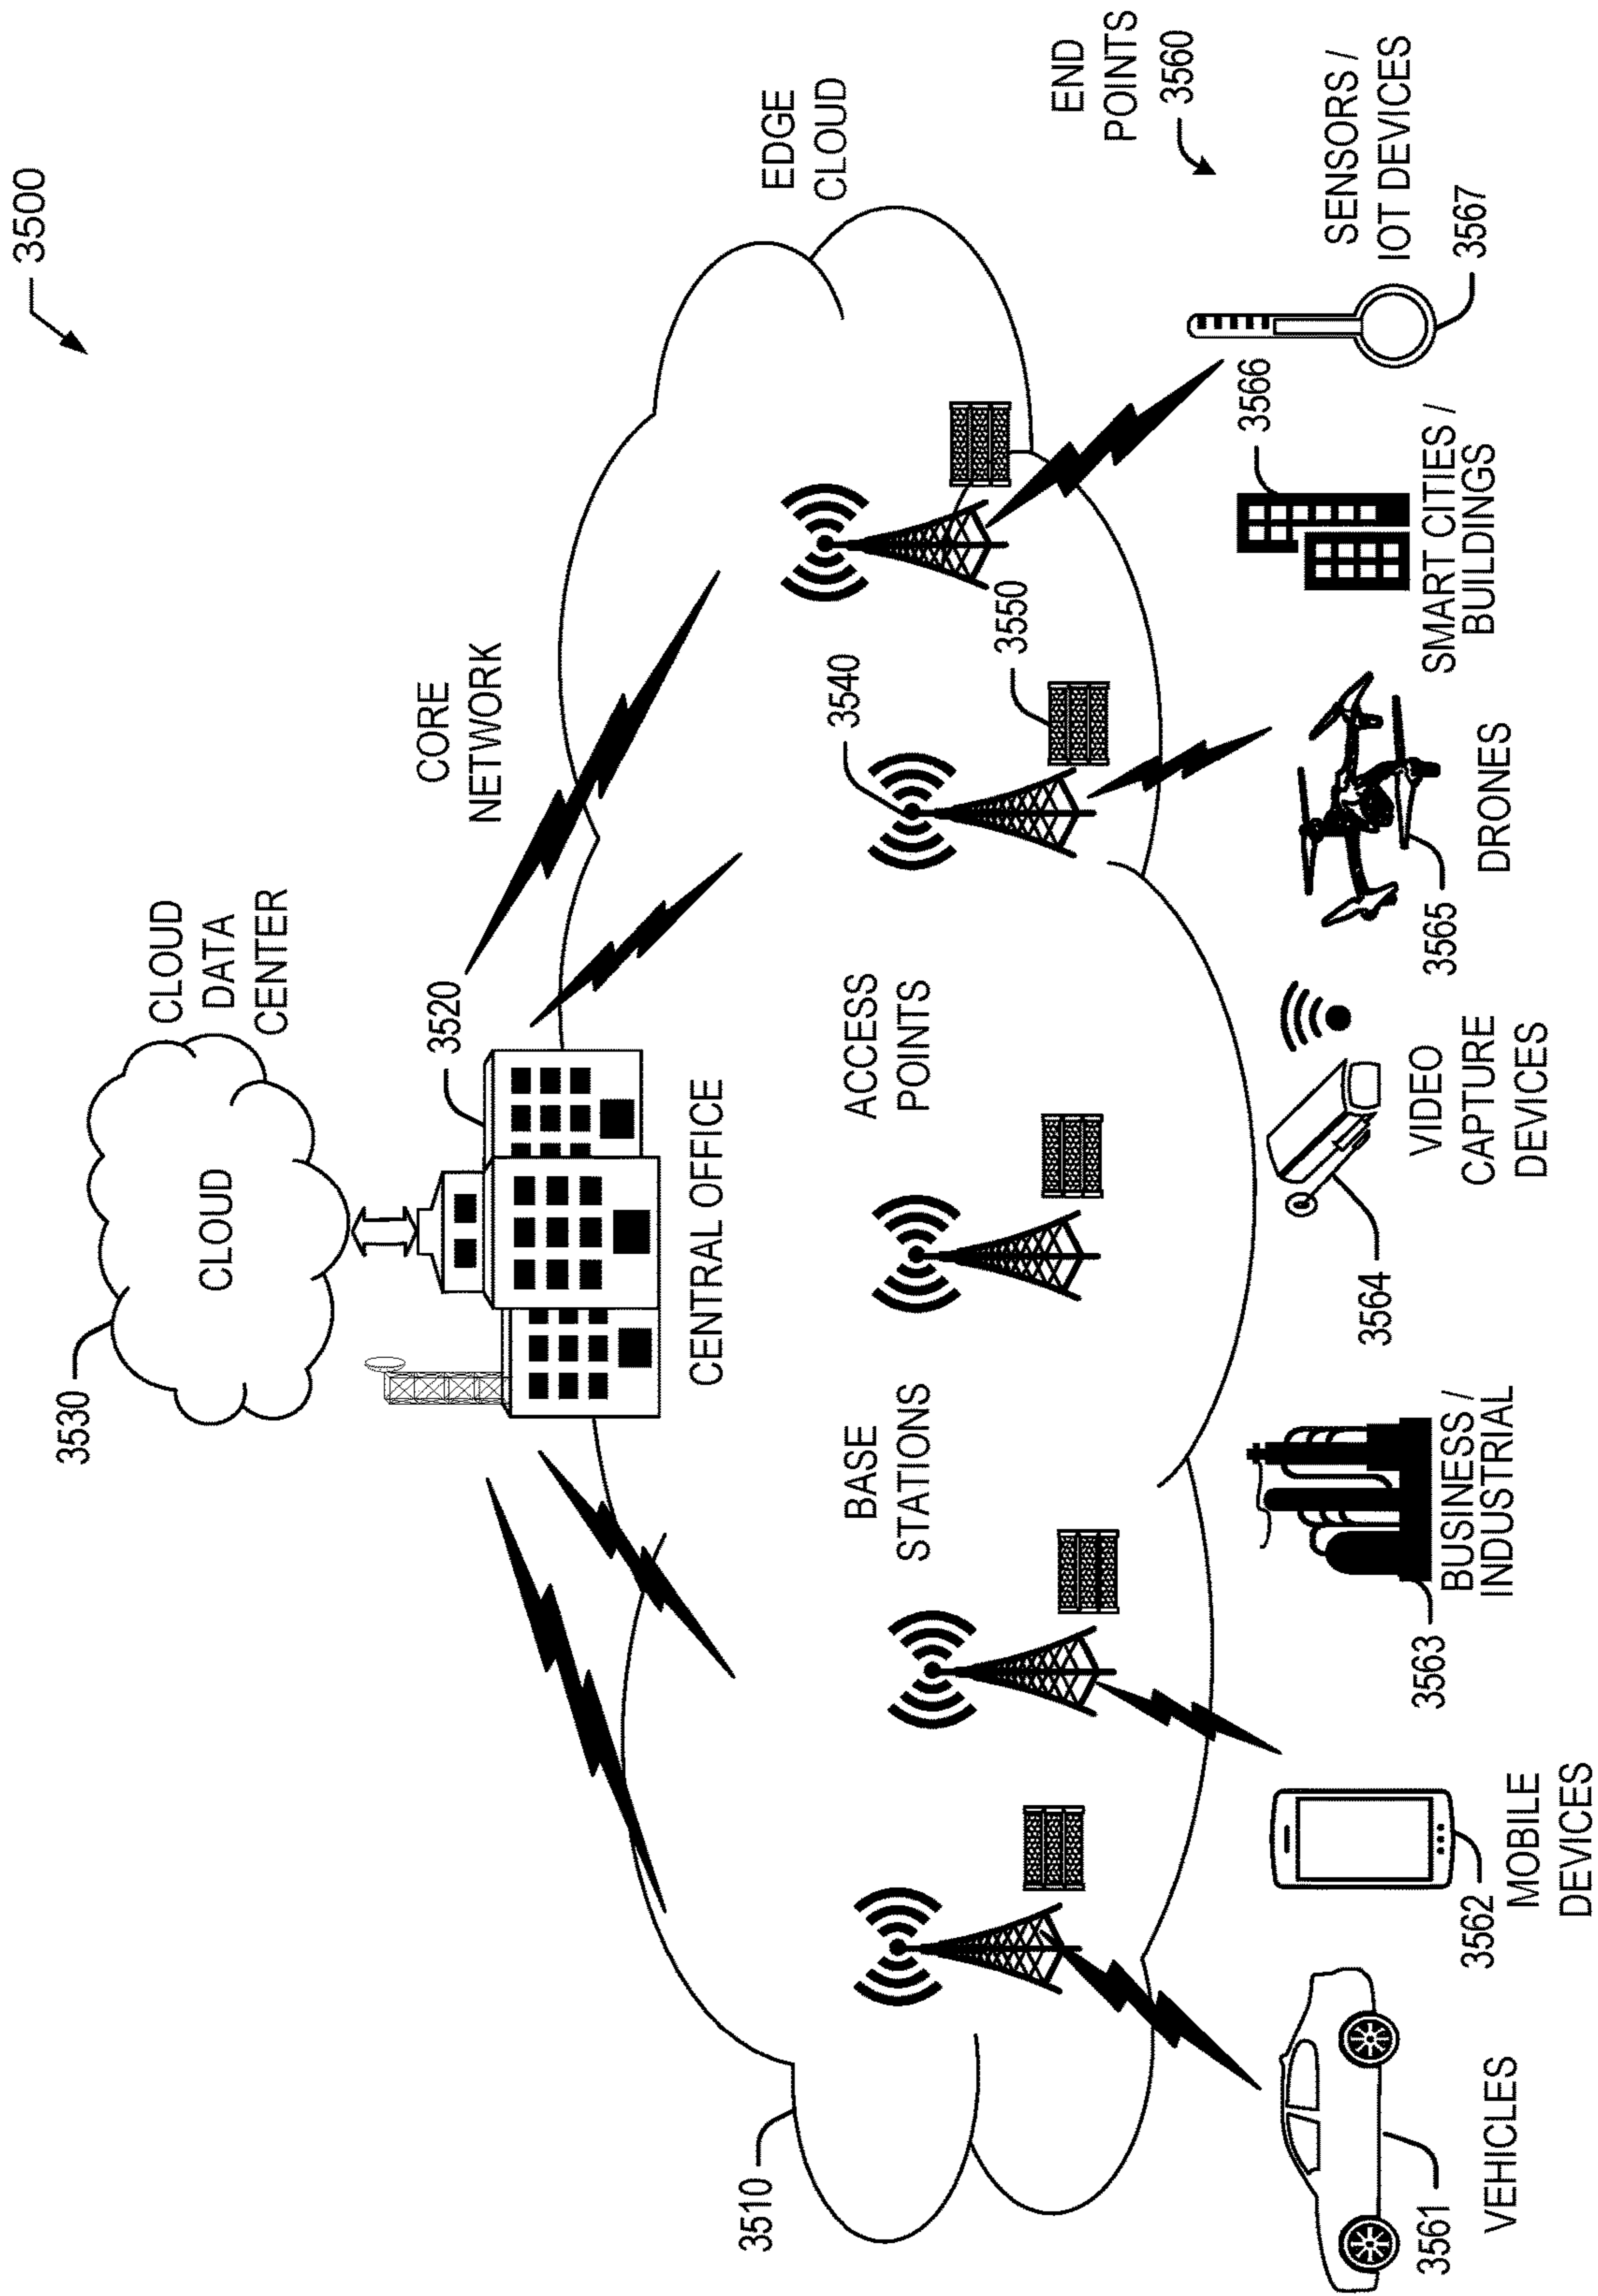 3500
3530
CLOUD
CLOUD
DATA
CENTER
3520
CORE
NETWORK
CENTRAL OFFICE
EDGE
CLOUD
3510
BASE
STATIONS
ACCESS
POINTS
3540
3550
END
POINTS
3560
3561
VEHICLES
3562
MOBILE
DEVICES
3563
BUSINESS /
INDUSTRIAL
3564
VIDEO
CAPTURE
DEVICES
3565
DRONES
3566
SMART CITIES /
BUILDINGS
SENSORS /
IOT DEVICES
3567